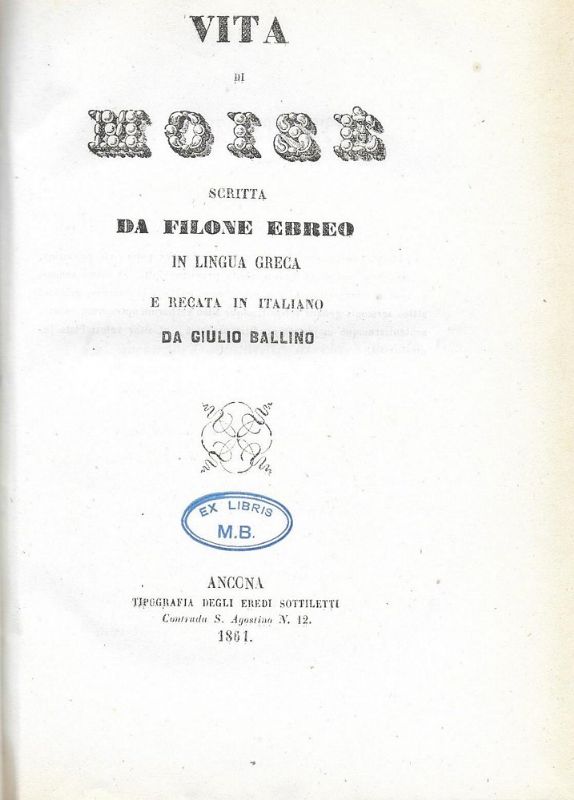 VITA
DI
MOISÈ
SCRITTA
DA FILONE EBREO
IN LINGUA GRECA
E RECATA IN ITALIANO
DA GIULIO BALLINO
EX LIBRIS
M.B.
ANCONA
TIPOGRAFIA DEGLI EREDI SOTTILETTI
Contrada S. Agostino N. 12.
1861.